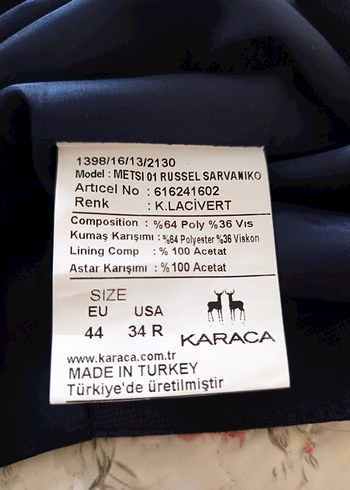 1398/16/13/2130
Model : METSI 01 RUSSEL SARVANIKO
Articel No : 616241602
Renk : K.LACİVERT
Composition : %64 Poly %36 Vis
Kumaş Karışımı : %64 Polyester %36 Viskon
Lining Comp : % 100 Acetat
Astar Karışımı : %100 Acetat
SIZE
EU USA
44 34 R
KARACA
www.karaca.com.tr
MADE IN TURKEY
Türkiye'de üretilmiştir